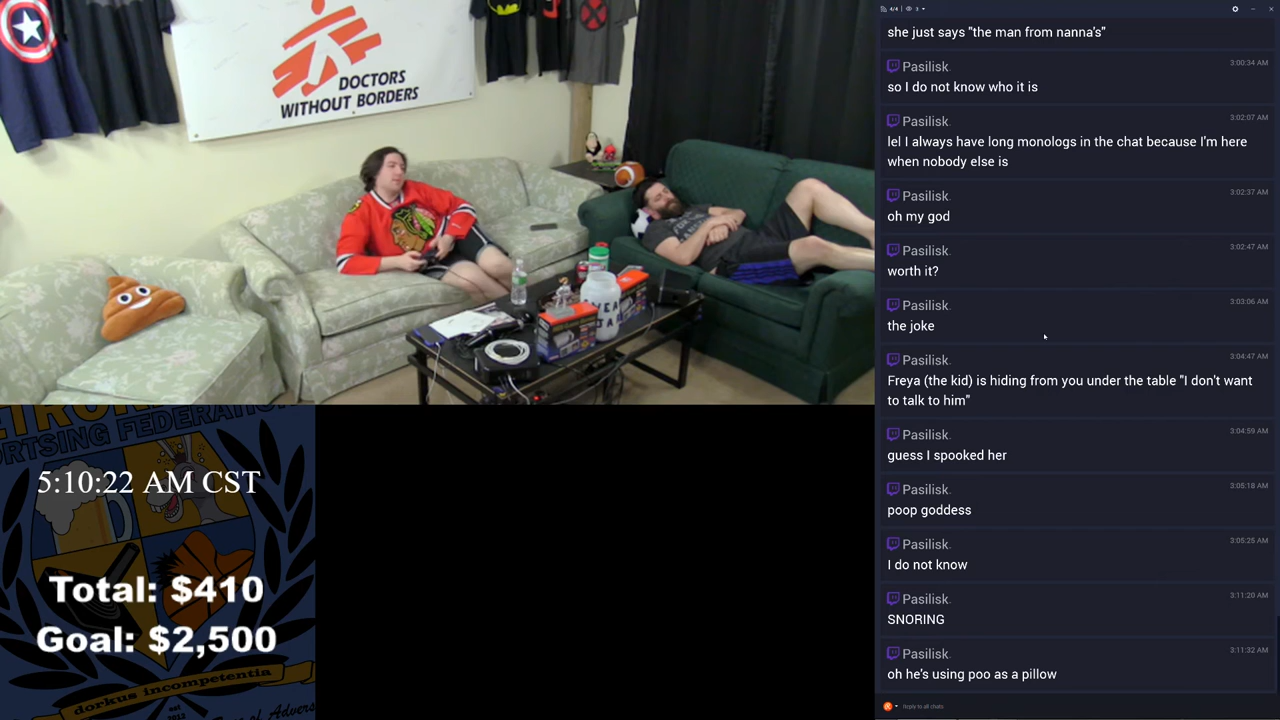 DOCTORS
WITHOUT BORDERS
5:10:22 AM CST
Total: $410
Goal: $2,500
dorkus incompetentia
4/4
3
she just says "the man from nanna's"
Pasilisk
3:00:34 AM
so I do not know who it is
Pasilisk
3:02:07 AM
lel I always have long monologs in the chat because I'm here
when nobody else is
Pasilisk
3:02:37 AM
oh my god
Pasilisk
3:02:47 AM
worth it?
Pasilisk
3:03:06 AM
the joke
Pasilisk
3:04:47 AM
Freya (the kid) is hiding from you under the table "I don't want
to talk to him"
Pasilisk
3:04:59 AM
guess I spooked her
Pasilisk
3:05:18 AM
poop goddess
Pasilisk
3:05:25 AM
I do not know
Pasilisk
3:11:20 AM
SNORING
Pasilisk
3:11:32 AM
oh he's using poo as a pillow
Reply to all chats